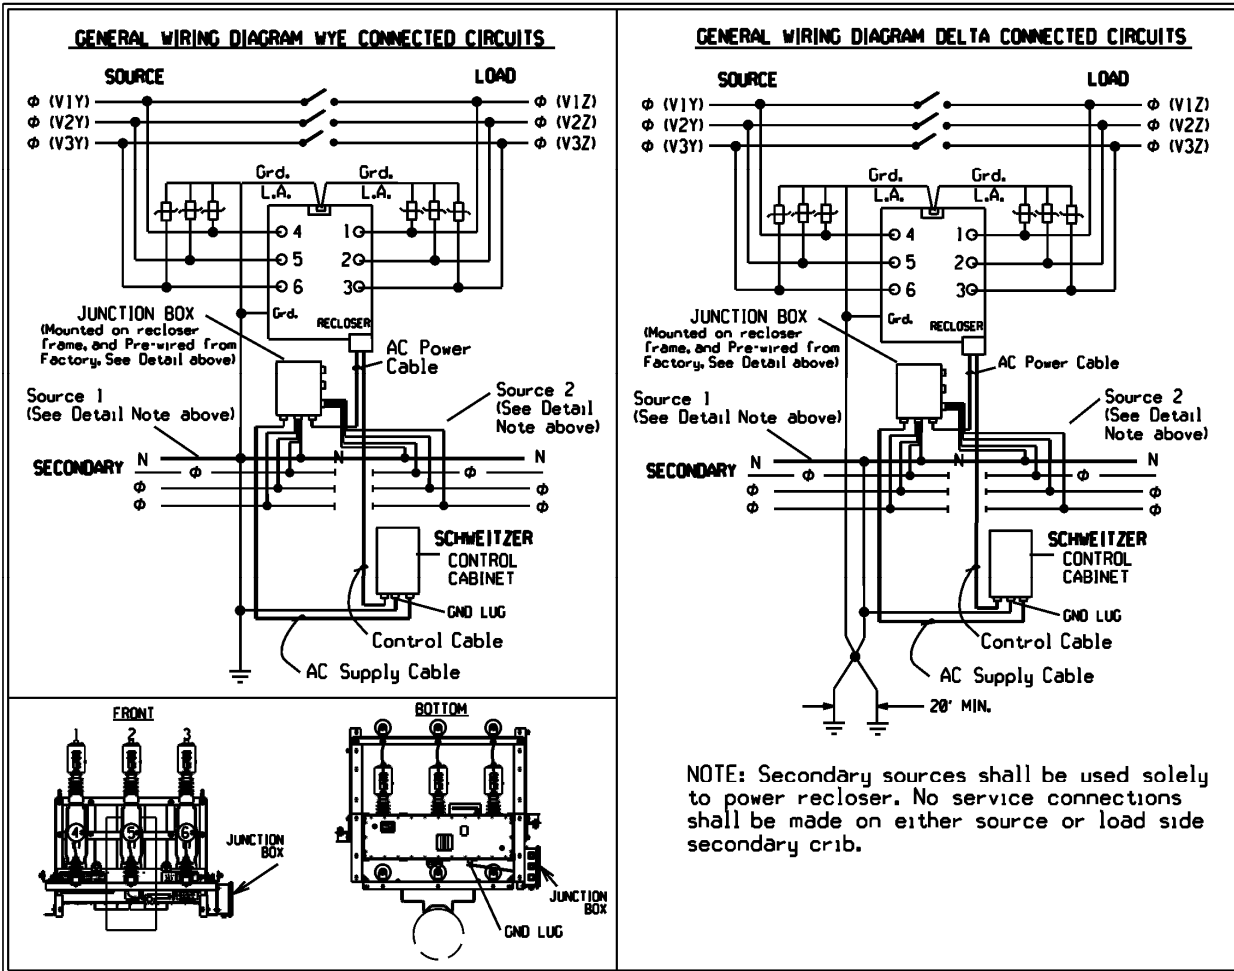 GENERAL WIRING DIAGRAM WYE CONNECTED CIRCUITS
SOURCE
LOAD
Φ (V1Y)
Φ (V1Z)
Φ (V2Y)
Φ (V2Z)
Φ (V3Y)
Φ (V3Z)
Grd.
L.A.
Grd.
L.A.
4
1
5
2
6
3
Grd.
RECLOSER
JUNCTION BOX
(Mounted on recloser
frame, and Pre-wired from
Factory, See Detail above)
AC Power
Cable
Source 1
(See Detail Note above)
Source 2
(See Detail
Note above)
SECONDARY
N
N
N
Φ
Φ
Φ
Φ
Φ
Φ
SCHWEITZER
CONTROL
CABINET
GND LUG
Control Cable
AC Supply Cable
GENERAL WIRING DIAGRAM DELTA CONNECTED CIRCUITS
SOURCE
LOAD
Φ (V1Y)
Φ (V1Z)
Φ (V2Y)
Φ (V2Z)
Φ (V3Y)
Φ (V3Z)
Grd.
L.A.
Grd.
L.A.
4
1
5
2
6
3
Grd.
RECLOSER
JUNCTION BOX
(Mounted on recloser
frame, and Pre-wired from
Factory, See Detail above)
AC Power Cable
Source 1
(See Detail Note above)
Source 2
(See Detail
Note above)
SECONDARY
N
N
N
Φ
Φ
Φ
Φ
Φ
Φ
SCHWEITZER
CONTROL
CABINET
GND LUG
Control Cable
AC Supply Cable
20' MIN.
NOTE: Secondary sources shall be used solely
to power recloser. No service connections
shall be made on either source or load side
secondary crib.
FRONT
1
2
3
4
5
6
JUNCTION
BOX
BOTTOM
JUNCTION
BOX
GND LUG